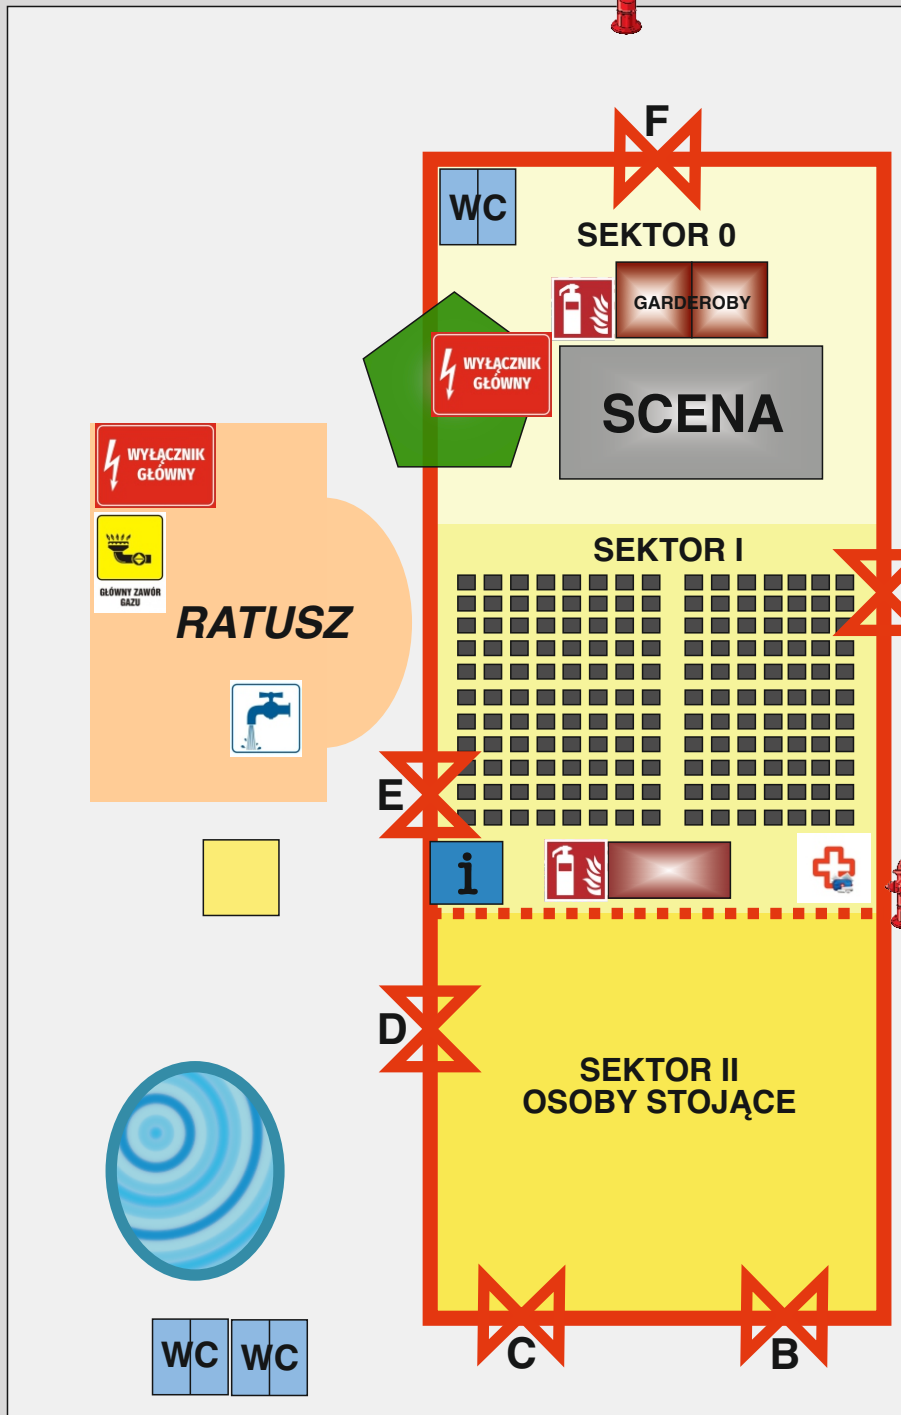 F
WC
SEKTOR 0
GARDEROBY
WYŁĄCZNIK
GŁÓWNY
SCENA
WYŁĄCZNIK
GŁÓWNY
GŁÓWNY ZAWÓR
GAZU
SEKTOR I
RATUSZ
E
i
D
SEKTOR II
OSOBY STOJĄCE
WC
WC
C
B